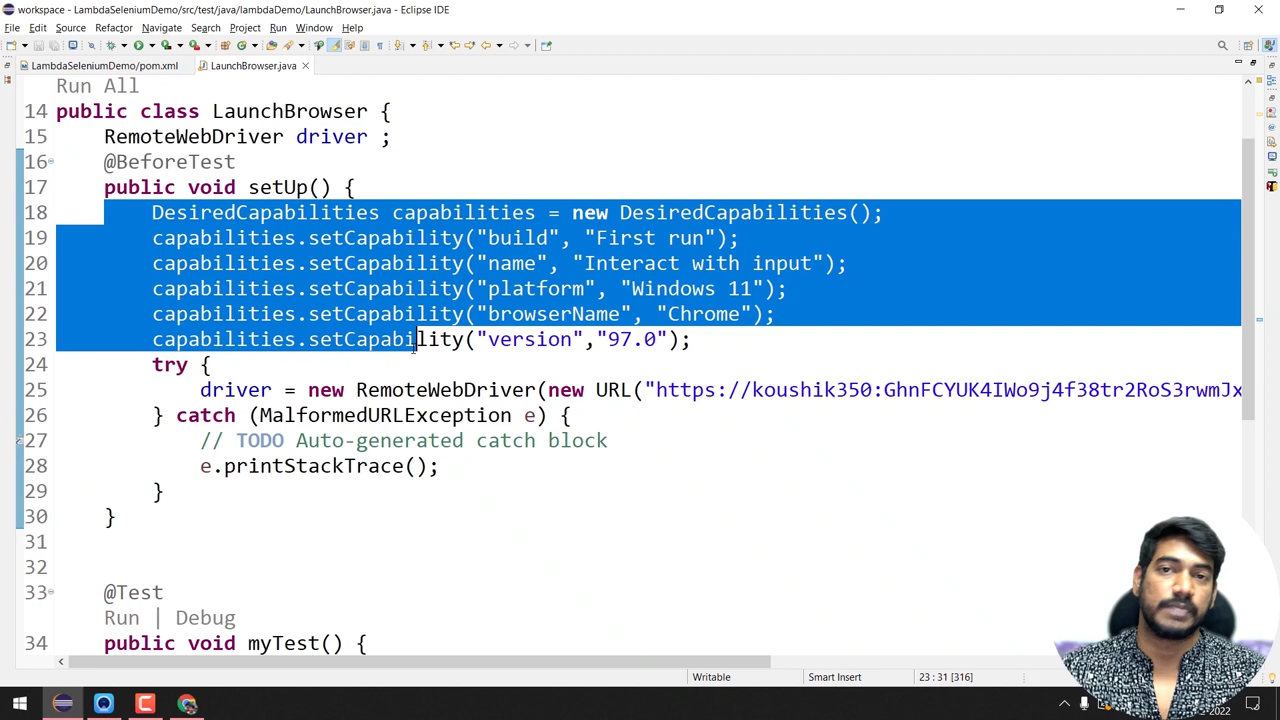 workspace - LambdaSeleniumDemo/src/test/java/lambdaDemo/LaunchBrowser.java - Eclipse IDE
File Edit Source Refactor Navigate Search Project Run Window Help
LambdaSeleniumDemo/pom.xml LaunchBrowser.java
Run All
14 public class LaunchBrowser {
15 RemoteWebDriver driver ;
16 @BeforeTest
17 public void setUp() {
18 DesiredCapabilities capabilities = new DesiredCapabilities();
19 capabilities.setCapability("build", "First run");
20 capabilities.setCapability("name", "Interact with input");
21 capabilities.setCapability("platform", "Windows 11");
22 capabilities.setCapability("browserName", "Chrome");
23 capabilities.setCapability("version","97.0");
24 try {
25 driver = new RemoteWebDriver(new URL("https://koushik350:GhnFCYUK4IWo9j4f38tr2RoS3rwmJx
26 } catch (MalformedURLException e) {
27 // TODO Auto-generated catch block
28 e.printStackTrace();
29 }
30 }
31
32
33 @Test
Run | Debug
34 public void myTest() {
Writable Smart Insert 23 : 31 [316]
2022